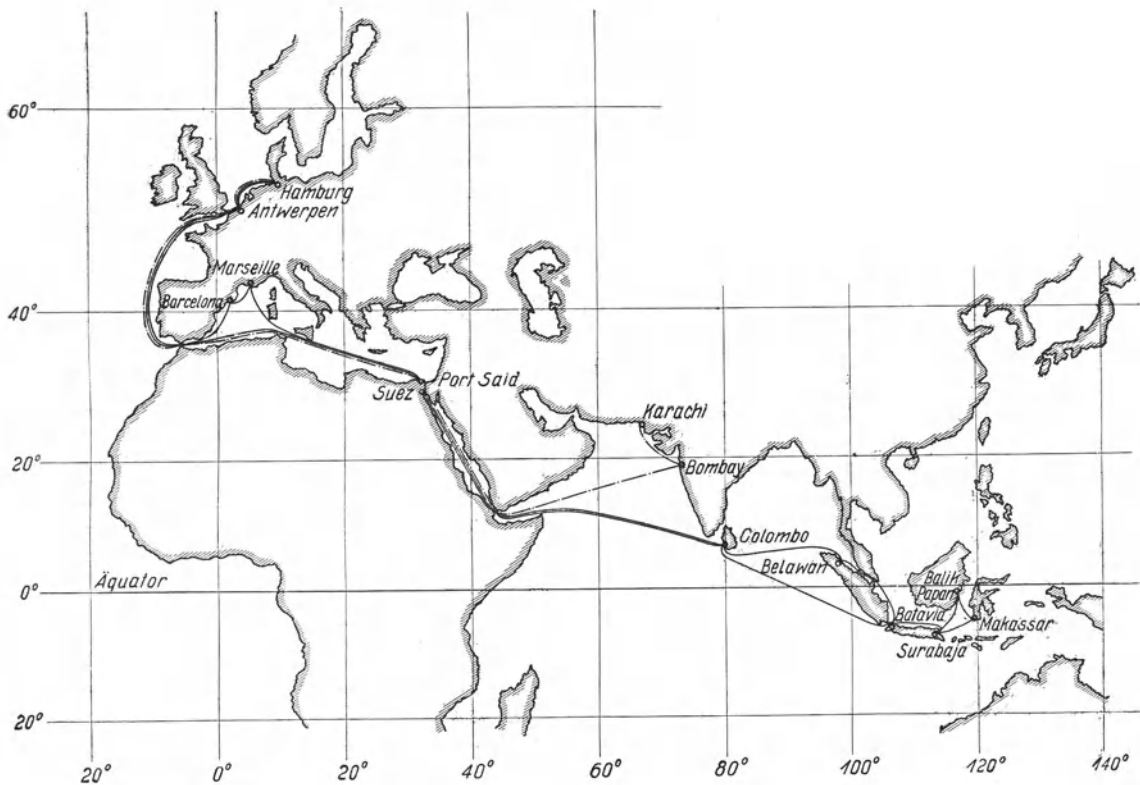 60°
Hamburg
Antwerpen
Marseille
Barcelona
40°
Port Said
Suez
Karachi
20°
Bombay
Colombo
Belawan
Äquator
0°
Balik
Papan
Batavia
Makassar
Surabaja
20°
20° 0° 20° 40° 60° 80° 100° 120° 140°